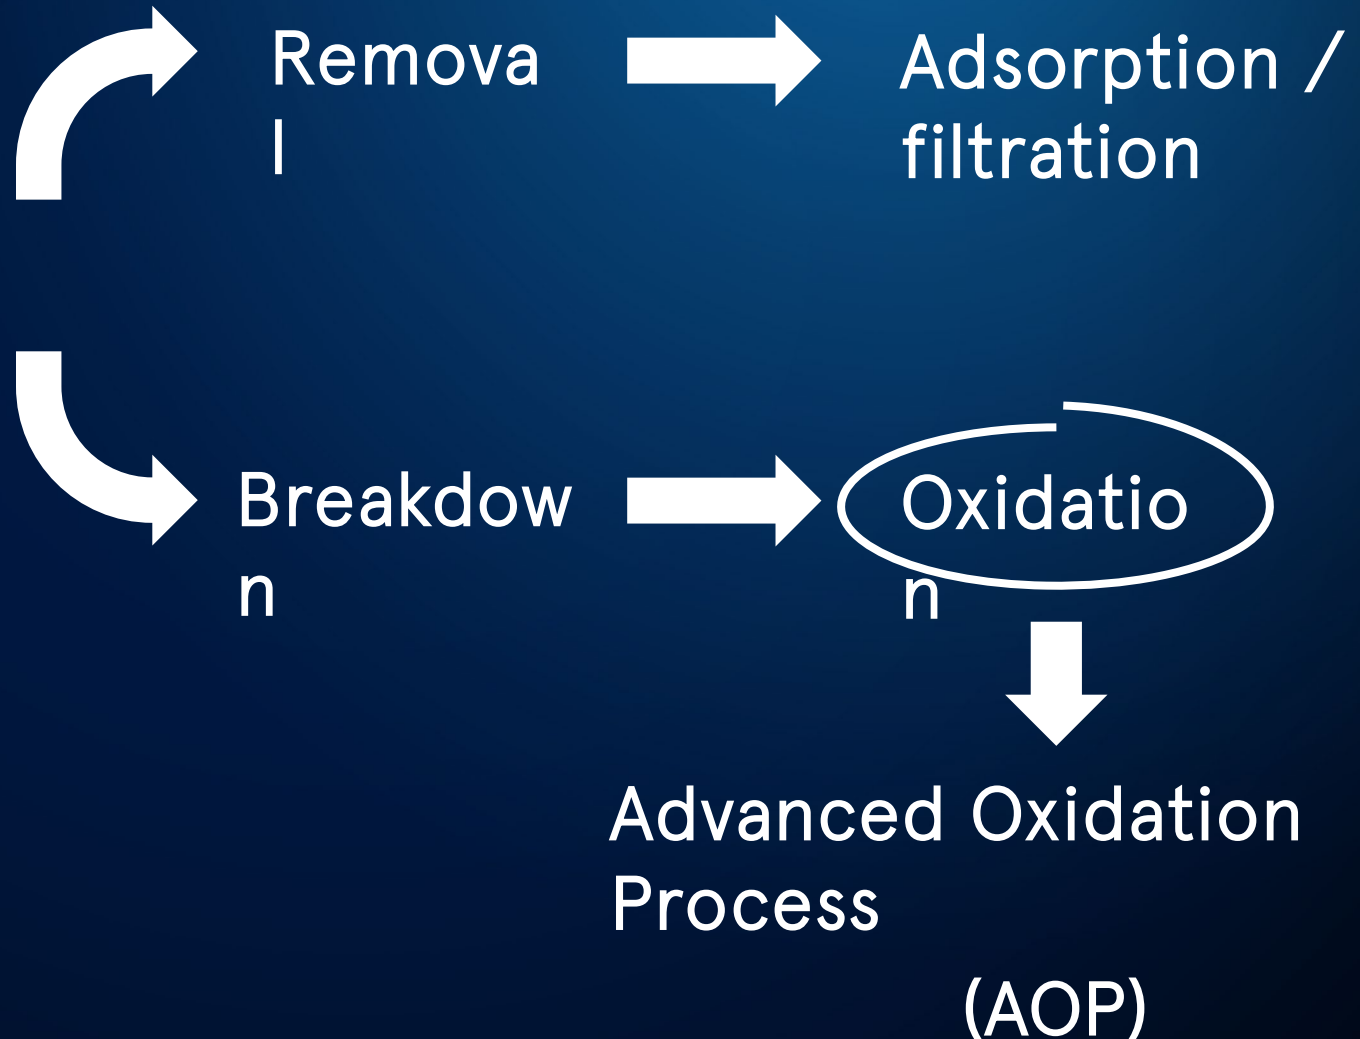 Remova
l
Adsorption /
filtration
Breakdow
n
Oxidatio
n
Advanced Oxidation
Process
(AOP)